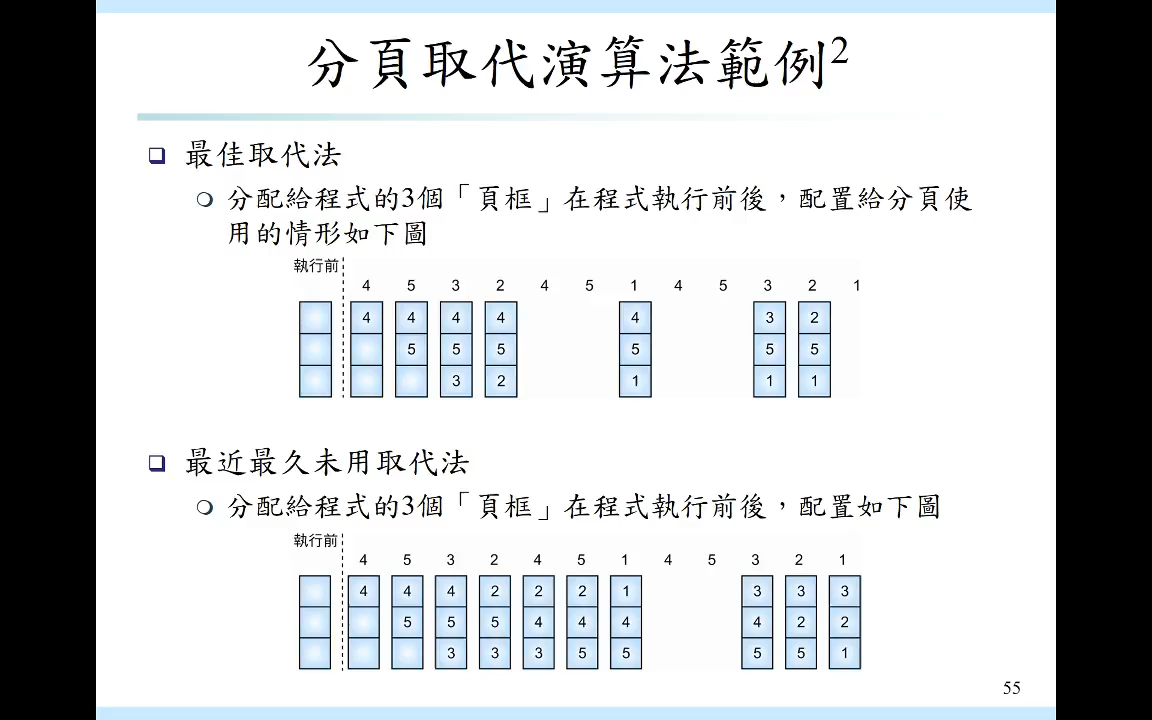 分頁取代演算法範例2
最佳取代法
分配給程式的3個「頁框」在程式執行前後，配置給分頁使
用的情形如下圖
執行前
4 5 3 2 4 5 1 4 5 3 2 1
4 4 4 4 4 3 2
5 5 5 5 5 5
3 2 1 1 1
最近最久未用取代法
分配給程式的3個「頁框」在程式執行前後，配置如下圖
執行前
4 5 3 2 4 5 1 4 5 3 2 1
4 4 4 2 2 2 1 3 3 3
5 5 5 4 4 4 4 2 2
3 3 3 5 5 5 5 1
55